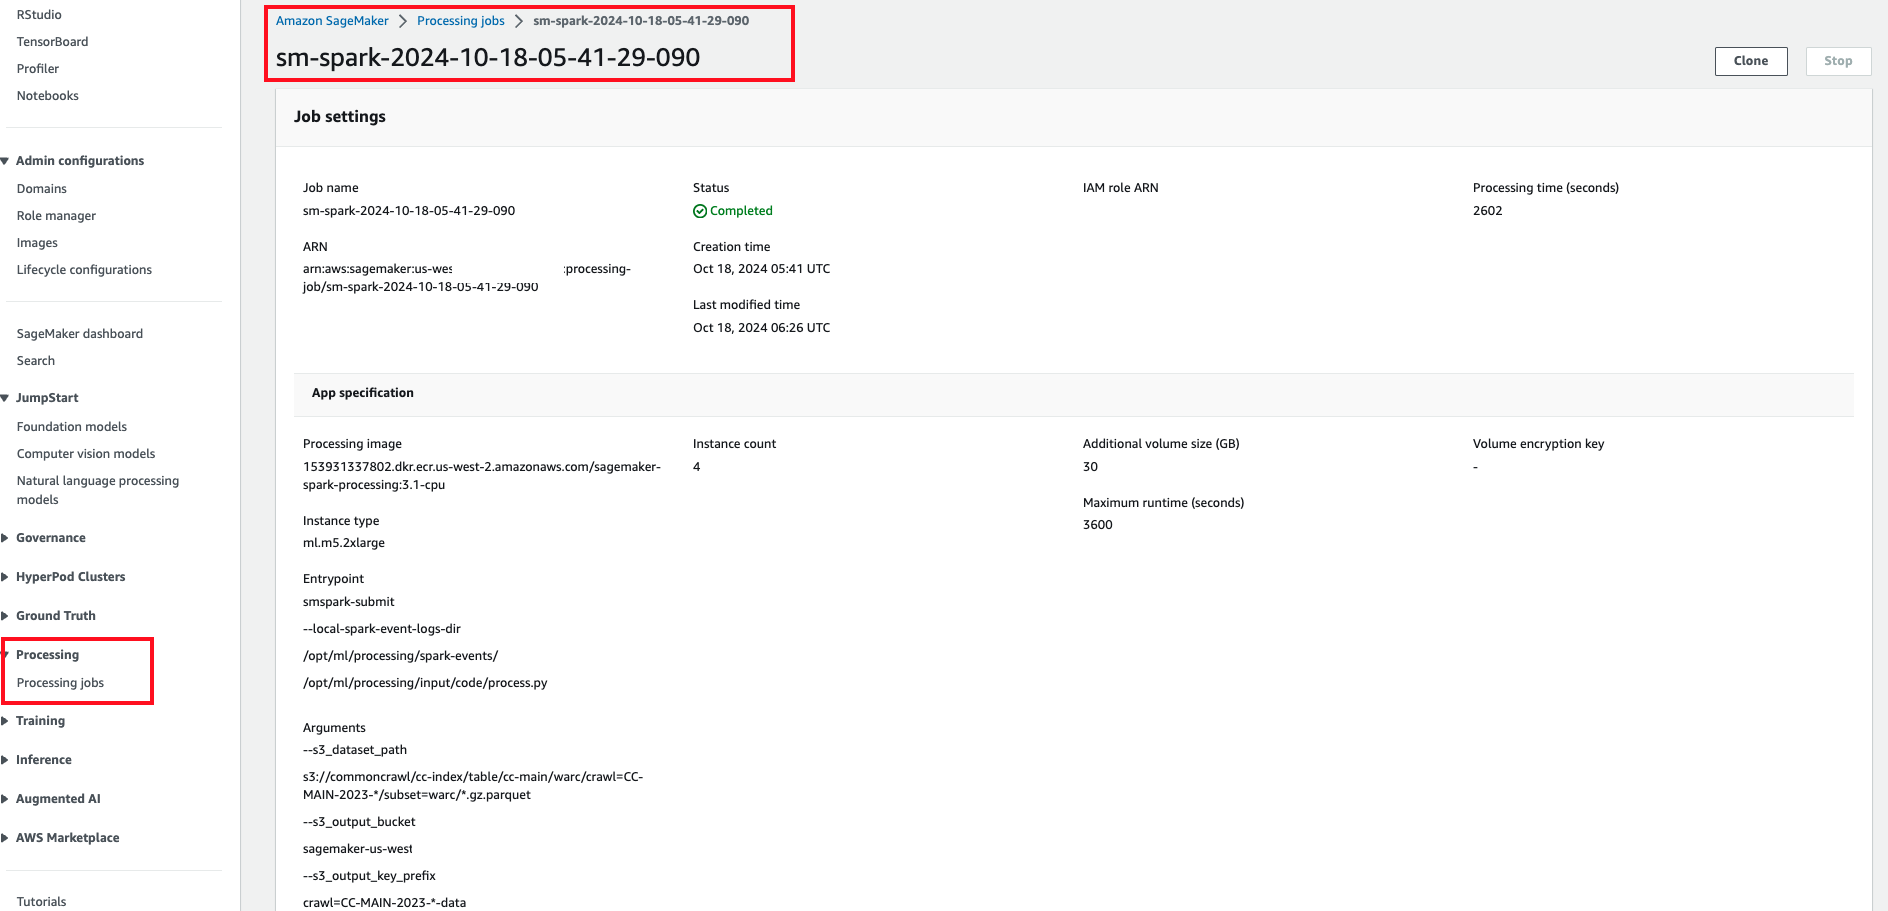 RStudio
TensorBoard
Profiler
Notebooks
Admin configurations
Domains
Role manager
Images
Lifecycle configurations
SageMaker dashboard
Search
JumpStart
Foundation models
Computer vision models
Natural language processing
models
Governance
HyperPod Clusters
Ground Truth
Processing
Processing jobs
Training
Inference
Augmented AI
AWS Marketplace
Tutorials
Amazon SageMaker > Processing jobs > sm-spark-2024-10-18-05-41-29-090
sm-spark-2024-10-18-05-41-29-090
Clone
Stop
Job settings
Job name
sm-spark-2024-10-18-05-41-29-090
ARN
arn:aws:sagemaker:us-wes :processing-
job/sm-spark-2024-10-18-05-41-29-090
Status
Completed
Creation time
Oct 18, 2024 05:41 UTC
Last modified time
Oct 18, 2024 06:26 UTC
IAM role ARN
Processing time (seconds)
2602
App specification
Processing image
153931337802.dkr.ecr.us-west-2.amazonaws.com/sagemaker-
spark-processing:3.1-cpu
Instance type
ml.m5.2xlarge
Entrypoint
smspark-submit
--local-spark-event-logs-dir
/opt/ml/processing/spark-events/
/opt/ml/processing/input/code/process.py
Arguments
--s3_dataset_path
s3://commoncrawl/cc-index/table/cc-main/warc/crawl=CC-
MAIN-2023-*/subset=warc/*.gz.parquet
--s3_output_bucket
sagemaker-us-west
--s3_output_key_prefix
crawl=CC-MAIN-2023-*-data
Instance count
4
Additional volume size (GB)
30
Maximum runtime (seconds)
3600
Volume encryption key
-